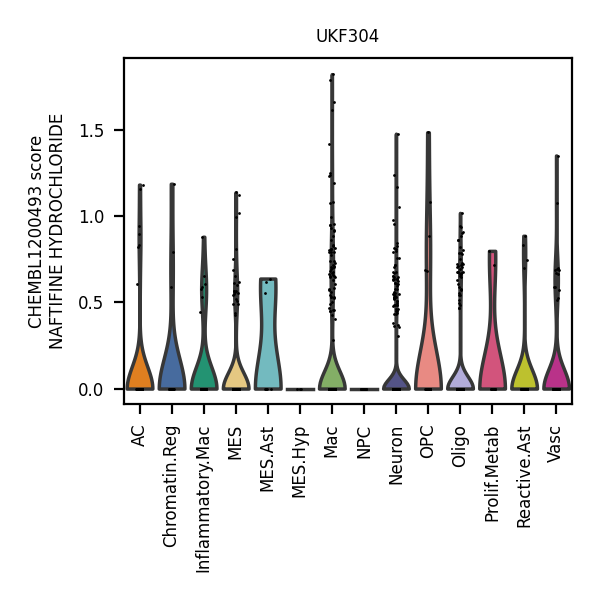 UKF304
CHEMBL1200493 score
NAFTIFINE HYDROCHLORIDE
1.5
1.0
0.5
0.0
AC
Chromatin.Reg
Inflammatory.Mac
MES
MES.Ast
MES.Hyp
Mac
NPC
Neuron
OPC
Oligo
Prolif.Metab
Reactive.Ast
Vasc